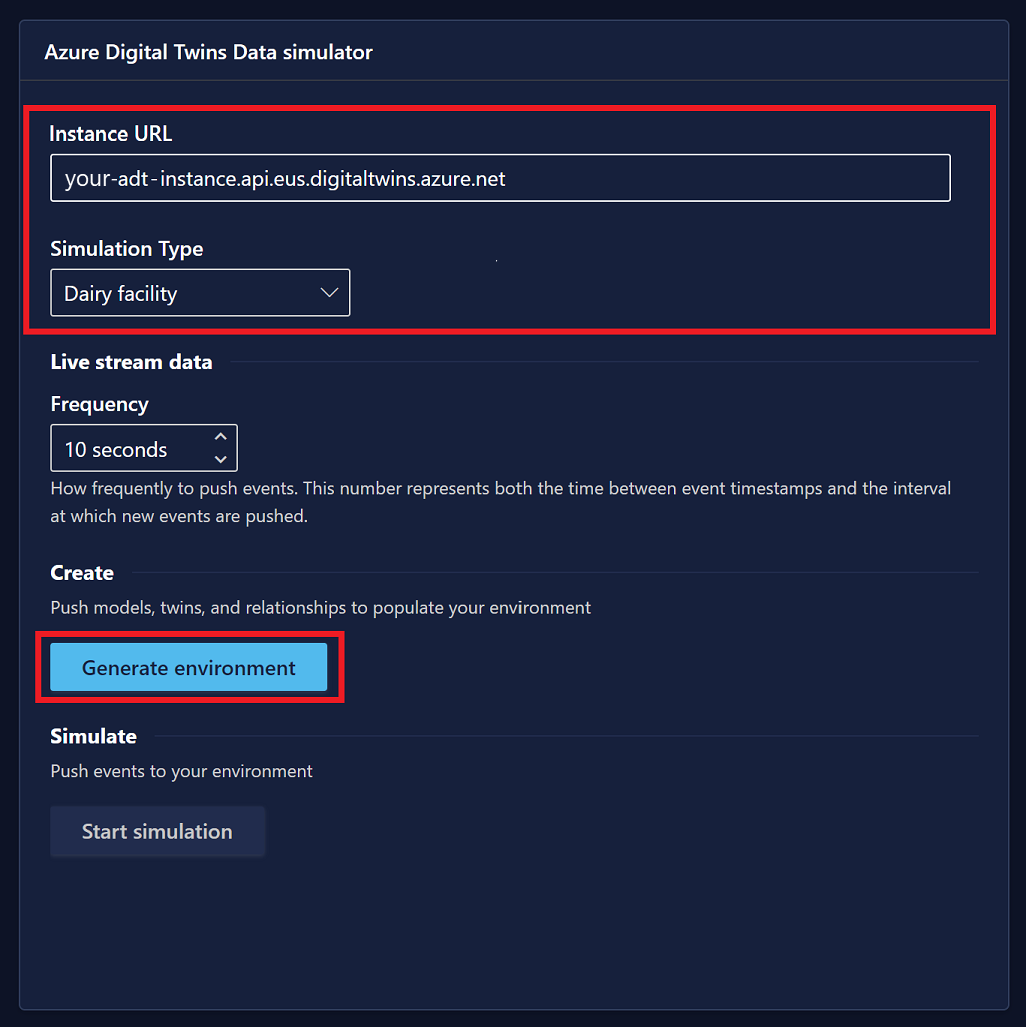 Azure Digital Twins Data simulator
Instance URL
your-adt-instance.api.eus.digitaltwins.azure.net
Simulation Type
Dairy facility
Live stream data
Frequency
10 seconds
How frequently to push events. This number represents both the time between event timestamps and the interval
at which new events are pushed.
Create
Push models, twins, and relationships to populate your environment
Generate environment
Simulate
Push events to your environment
Start simulation